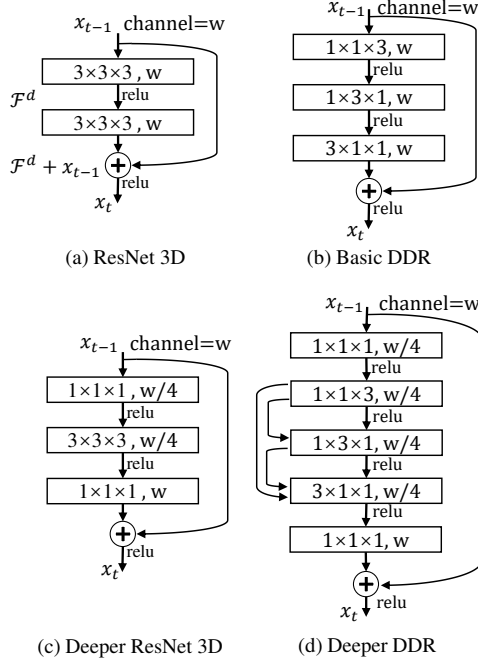 x_{t-1} channel=w
3×3×3 , w
ℱ^d relu
3×3×3 , w
ℱ^d + x_{t-1} +
relu
x_t
(a) ResNet 3D
x_{t-1} channel=w
1×1×3, w
relu
1×3×1, w
relu
3×1×1, w
+
relu
x_t
(b) Basic DDR
x_{t-1} channel=w
1×1×1 , w/4
relu
3×3×3 , w/4
relu
1×1×1 , w
+
relu
x_t
(c) Deeper ResNet 3D
x_{t-1} channel=w
1×1×1, w/4
relu
1×1×3, w/4
relu
1×3×1, w/4
relu
3×1×1, w/4
relu
1×1×1, w
+
relu
x_t
(d) Deeper DDR